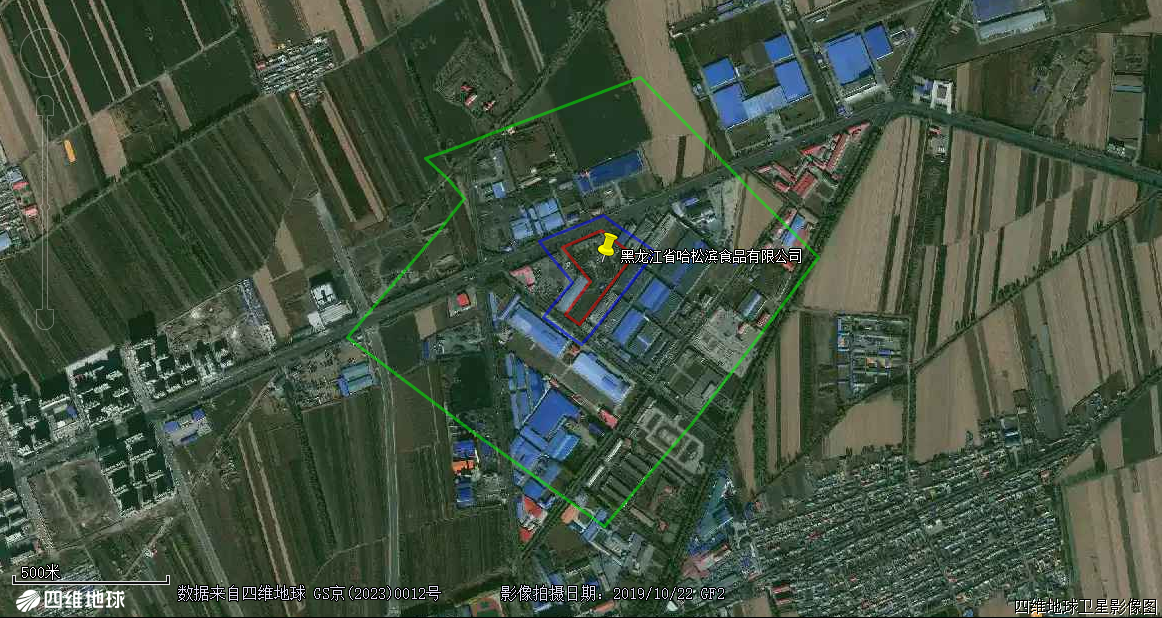 黑龙江省哈松滨食品有限公司
500米
四维地球
数据来自四维地球 GS京(2023)0012号
影像拍摄日期：2019/10/22 GF2
四维地球卫星影像图